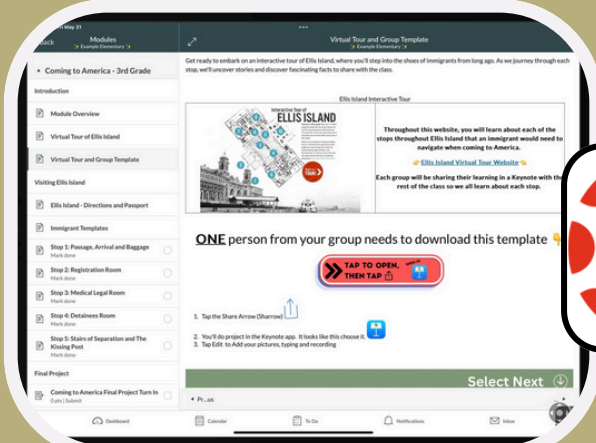 May 31
Back
Modules
Example Elementary
Coming to America - 3rd Grade
Introduction
Module Overview
Virtual Tour of Ellis Island
Virtual Tour and Group Template
Visiting Ellis Island
Ellis Island - Directions and Passport
Immigrant Templates
Stop 1: Passage, Arrival and Baggage
Mark done
Stop 2: Registration Room
Mark done
Stop 3: Medical Legal Room
Mark done
Stop 4: Detainees Room
Mark done
Stop 5: Stairs of Separation and The
Kissing Post
Mark done
Final Project
Coming to America Final Project Turn In
0 pts | Submit
Virtual Tour and Group Template
Example Elementary
Get ready to embark on an interactive tour of Ellis Island, where you'll step into the shoes of immigrants from long ago. As we journey through each
stop, we'll uncover stories and discover fascinating facts to share with the class.
Ellis Island Interactive Tour
Interactive Tour of
ELLIS ISLAND
TOUR
Throughout this website, you will learn about each of the
stops throughout Ellis Island that an immigrant would need to
navigate when coming to America.
Ellis Island Virtual Tour Website
Each group will be sharing their learning in a Keynote with the
rest of the class so we all learn about each stop.
ONE person from your group needs to download this template
TAP TO OPEN,
THEN TAP
1. Tap the Share Arrow (Sharrow)
2. You'll do project in the Keynote app. It looks like this choose it.
3. Tap Edit to Add your pictures, typing and recording
Select Next
Pr...us
Dashboard
Calendar
To Do
Notifications
Inbox